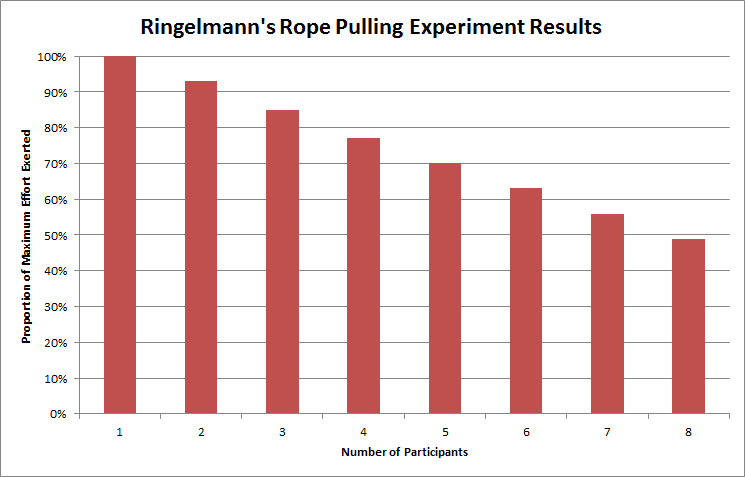 Ringelmann's Rope Pulling Experiment Results
Proportion of Maximum Effort Exerted
100%
90%
80%
70%
60%
50%
40%
30%
20%
10%
0%
1 2 3 4 5 6 7 8
Number of Participants